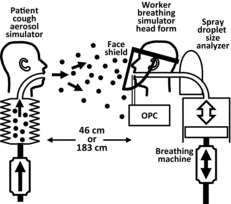 Patient
cough
aerosol
simulator
Worker
breathing
simulator
head form
Face
shield
Spray
droplet
size
analyzer
46 cm
or
183 cm
OPC
Breathing
machine